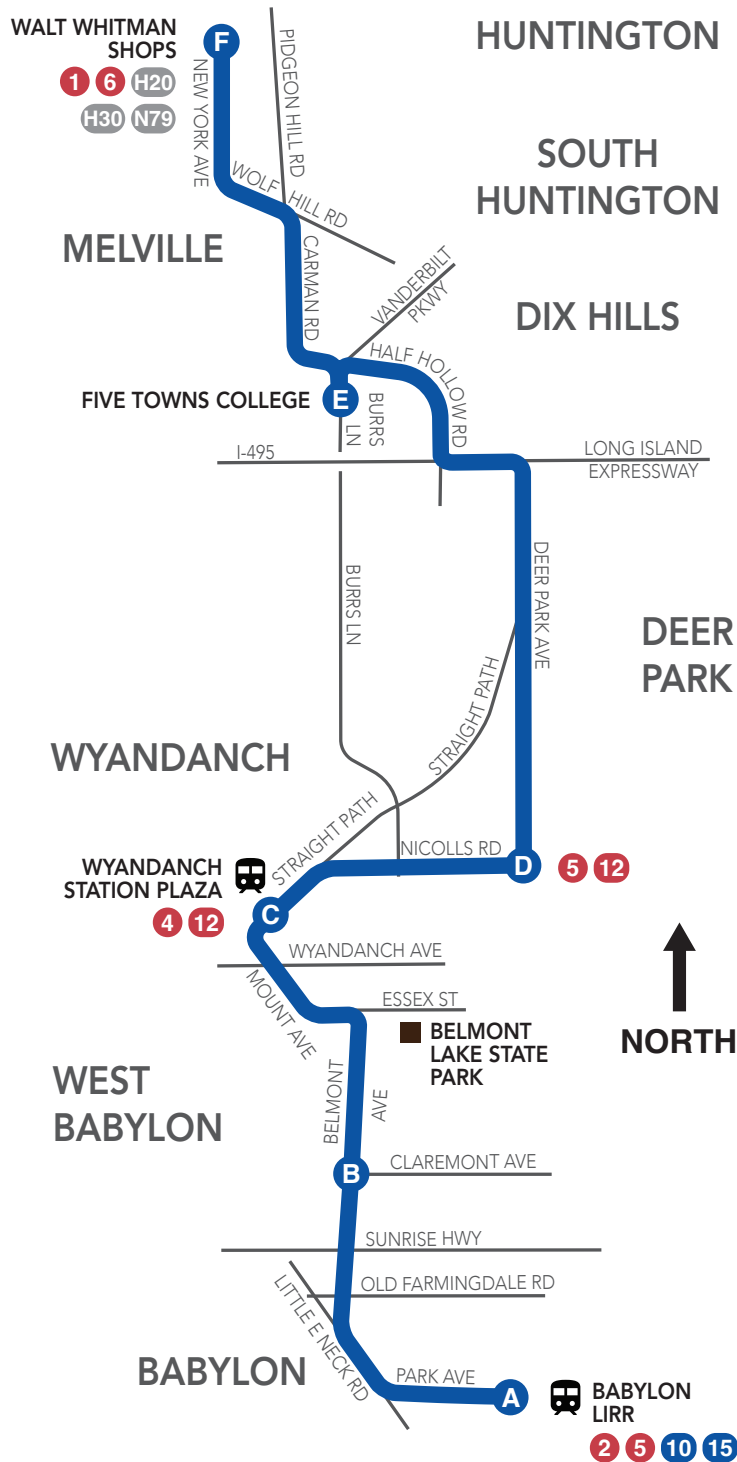 WALT WHITMAN
SHOPS
1 6 H20
H30 N79
F
NEW YORK AVE
PIDGEON HILL RD
HUNTINGTON
SOUTH
HUNTINGTON
WOLF HILL RD
MELVILLE
CARMAN RD
VANDERBILT
PKWY
DIX HILLS
HALF HOLLOW RD
FIVE TOWNS COLLEGE
E
BURRS
LN
I-495
LONG ISLAND
EXPRESSWAY
BURRS LN
DEER PARK AVE
DEER
PARK
STRAIGHT PATH
WYANDANCH
STRAIGHT PATH
NICOLLS RD
D
5 12
WYANDANCH
STATION PLAZA
4 12
C
WYANDANCH AVE
MOUNT AVE
ESSEX ST
BELMONT
LAKE STATE
PARK
NORTH
WEST
BABYLON
BELMONT
AVE
B
CLAREMONT AVE
SUNRISE HWY
OLD FARMINGDALE RD
LITTLE E NECK RD
BABYLON
PARK AVE
A
BABYLON
LIRR
2 5 10 15